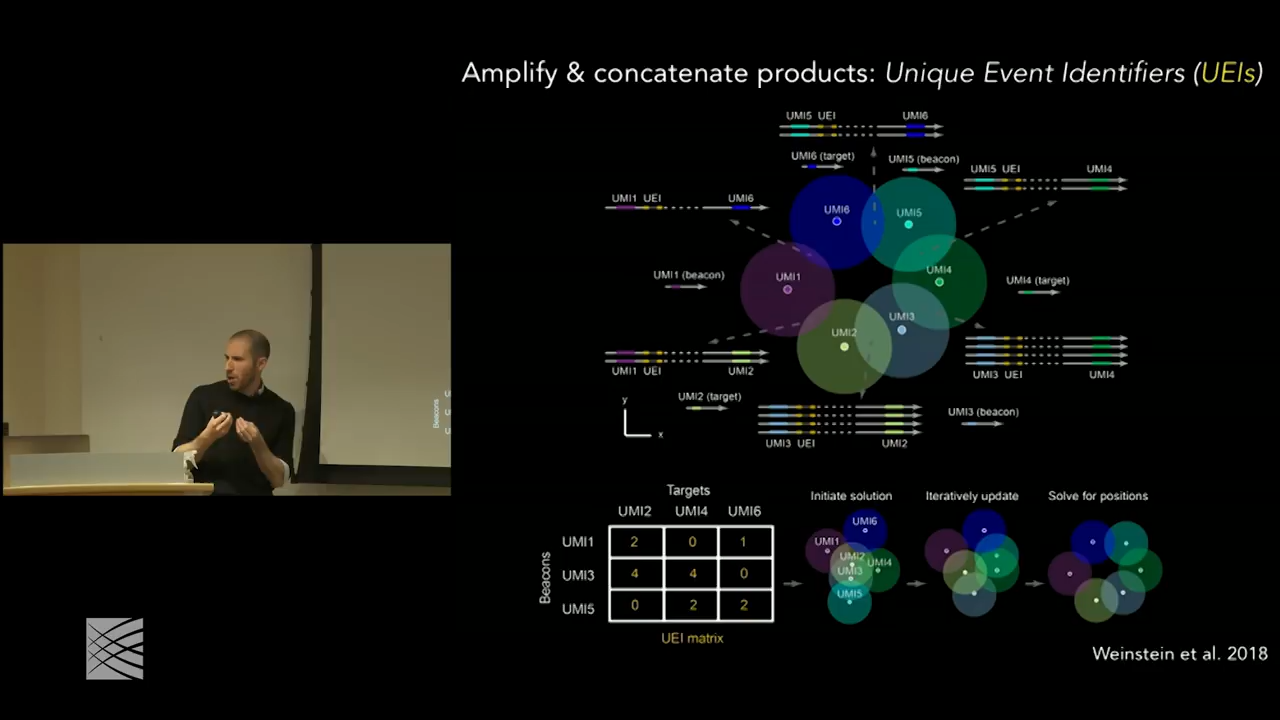 Amplify & concatenate products: Unique Event Identifiers (UEIs)
UMI5 UEI UMI6
UMI6 (target)
UMI5 (beacon)
UMI5 UEI UMI4
UMI1 UEI UMI6
UMI6
UMI5
UMI1 (beacon)
UMI1
UMI4
UMI4 (target)
UMI2
UMI3
UMI1 UEI UMI2
UMI3 UEI UMI4
UMI2 (target)
UMI3 (beacon)
y
x
UMI3 UEI UMI2
Beacons
Targets
UMI2 UMI4 UMI6
Beacons
UMI1 2 0 1
UMI3 4 4 0
UMI5 0 2 2
UEI matrix
Initiate solution
Iteratively update
Solve for positions
UMI6
UMI1
UMI2
UMI4
UMI3
UMI5
Weinstein et al. 2018